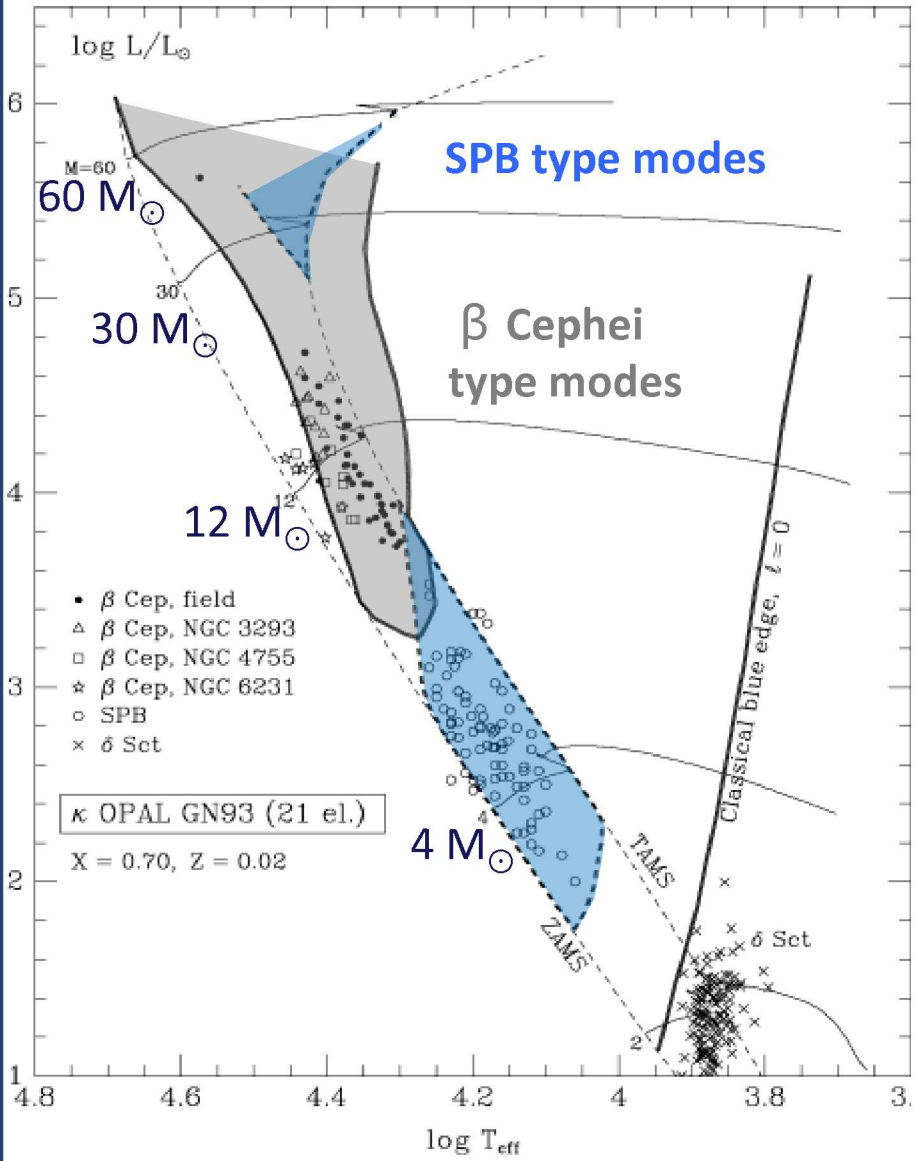 log L/L☉
6
SPB type modes
M=60
60 M☉
30
5
30 M☉
β Cephei
type modes
4
12
12 M☉
Classical blue edge, ℓ = 0
• β Cep, field
△ β Cep, NGC 3293
□ β Cep, NGC 4755
☆ β Cep, NGC 6231
○ SPB
× δ Sct
3
κ OPAL GN93 (21 el.)
X = 0.70, Z = 0.02
4
4 M☉
TAMS
2
ZAMS
δ Sct
2
1
4.8 4.6 4.4 4.2 4 3.8 3.
log T_eff